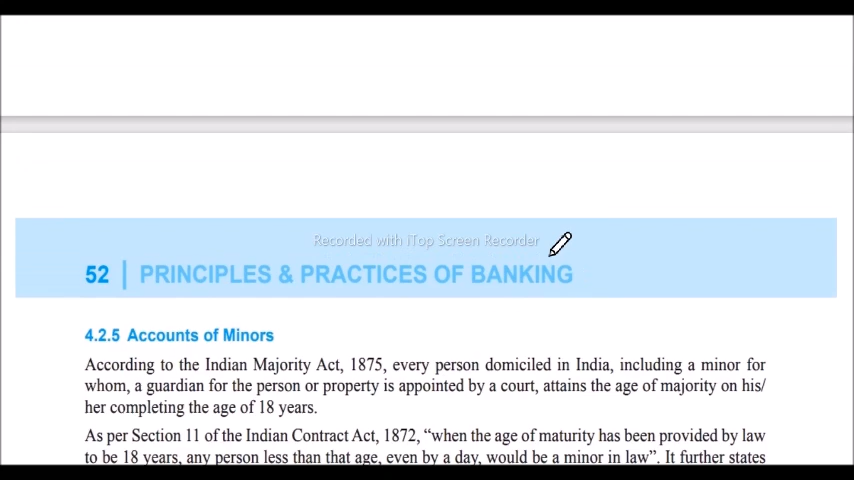 Recorded with iTop Screen Recorder
52 | PRINCIPLES & PRACTICES OF BANKING
4.2.5 Accounts of Minors
According to the Indian Majority Act, 1875, every person domiciled in India, including a minor for
whom, a guardian for the person or property is appointed by a court, attains the age of majority on his/
her completing the age of 18 years.
As per Section 11 of the Indian Contract Act, 1872, “when the age of maturity has been provided by law
to be 18 years, any person less than that age, even by a day, would be a minor in law”. It further states